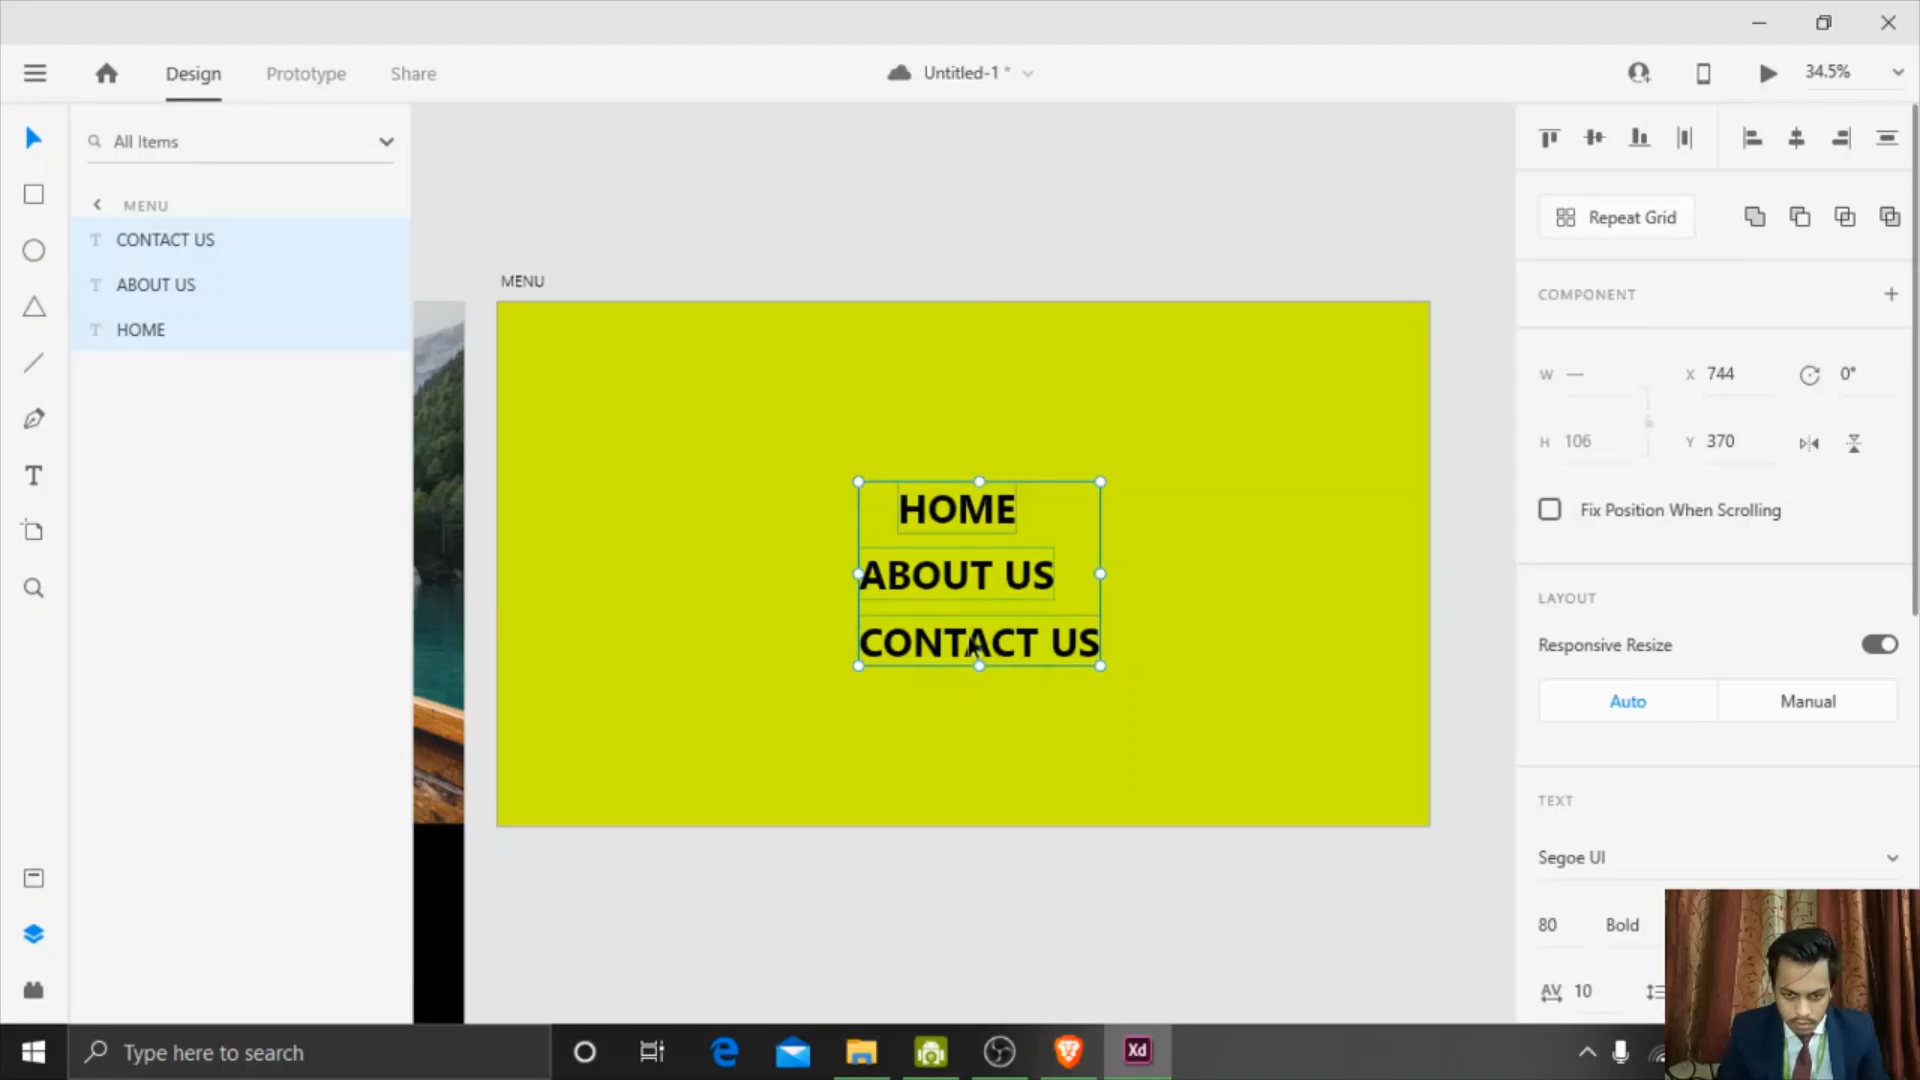 Design Prototype Share
Untitled-1 *
34.5%
All Items
MENU
CONTACT US
ABOUT US
HOME
MENU
HOME
ABOUT US
CONTACT US
Repeat Grid
COMPONENT
W — X 744 0°
H 106 Y 370
Fix Position When Scrolling
LAYOUT
Responsive Resize
Auto Manual
TEXT
Segoe UI
80 Bold
AV 10
Type here to search
Xd